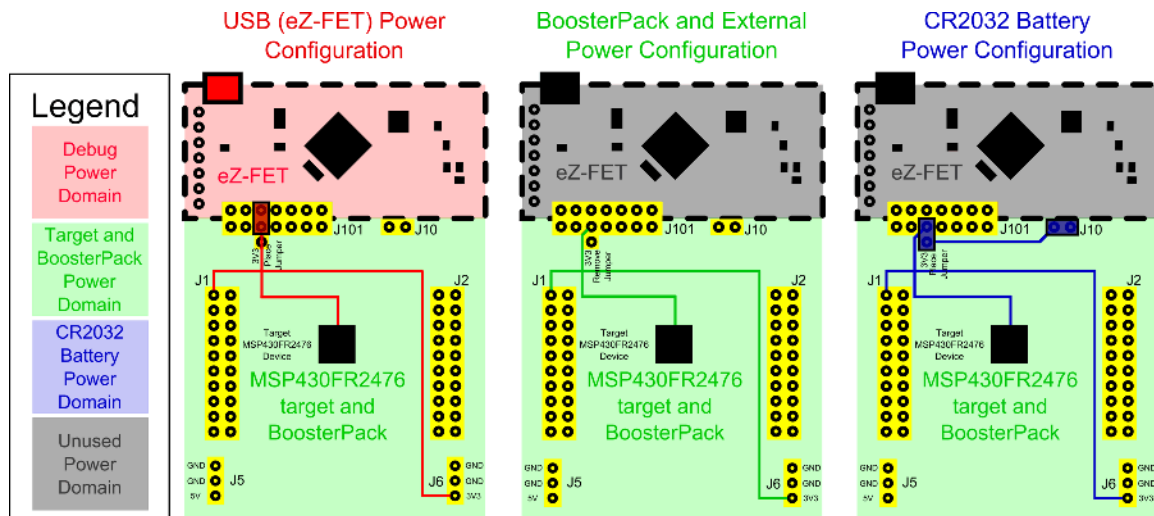 USB (eZ-FET) Power
Configuration
BoosterPack and External
Power Configuration
CR2032 Battery
Power Configuration
Legend
Debug
Power
Domain
Target and
BoosterPack
Power
Domain
CR2032
Battery
Power
Domain
Unused
Power
Domain
eZ-FET
J101
J10
3V3
Place
Jumper
J1
J2
Target
MSP430FR2476
Device
MSP430FR2476
target and
BoosterPack
GND
GND
5V
J5
J6
GND
GND
3V3
eZ-FET
J101
J10
3V3
Remove
Jumper
J1
J2
Target
MSP430FR2476
Device
MSP430FR2476
target and
BoosterPack
GND
GND
5V
J5
J6
GND
GND
3V3
eZ-FET
J101
J10
3V3
Place
Jumper
J1
J2
Target
MSP430FR2476
Device
MSP430FR2476
target and
BoosterPack
GND
GND
5V
J5
J6
GND
GND
3V3